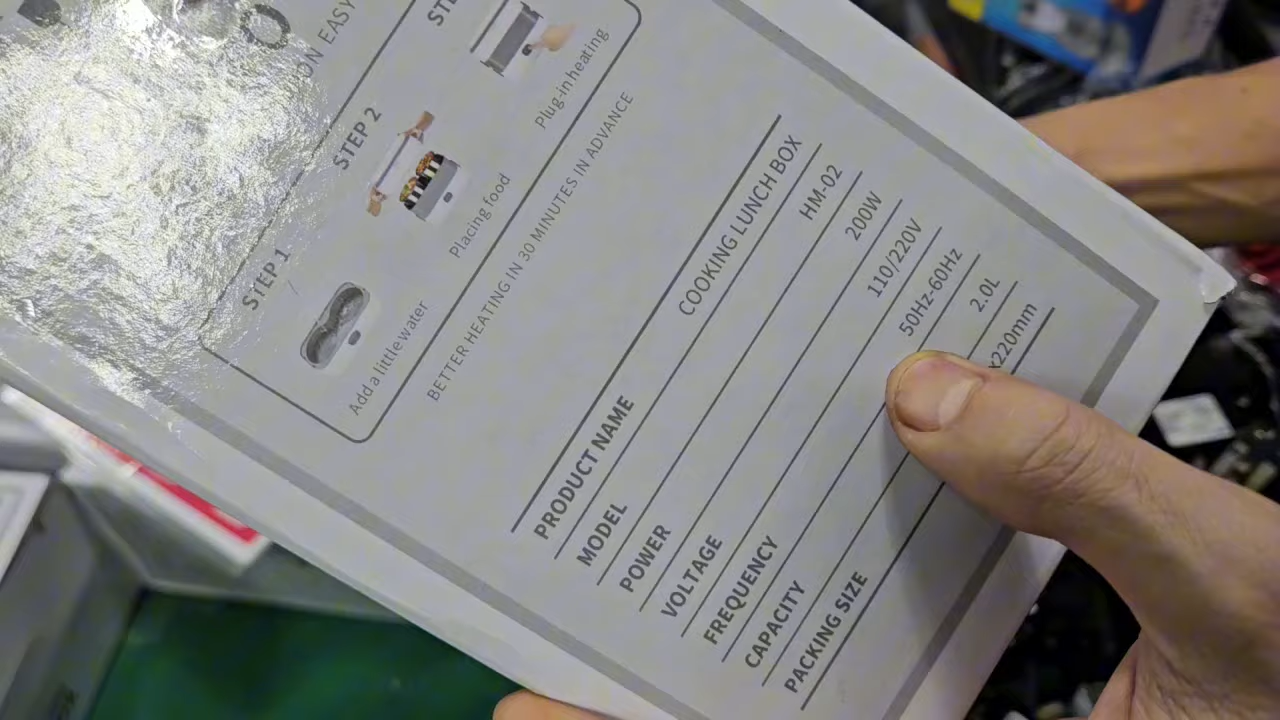 ON EASY
STEP 1
STEP 2
Add a little water
Placing food
Plug-in heating
BETTER HEATING IN 30 MINUTES IN ADVANCE
PRODUCT NAME COOKING LUNCH BOX
MODEL HM-02
POWER 200W
VOLTAGE 110/220V
FREQUENCY 50Hz-60Hz
CAPACITY 2.0L
PACKING SIZE x220mm